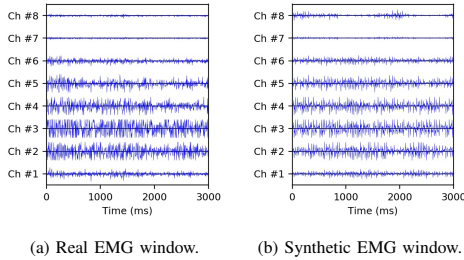 Ch #8
Ch #7
Ch #6
Ch #5
Ch #4
Ch #3
Ch #2
Ch #1
0 1000 2000 3000
Time (ms)
(a) Real EMG window.
Ch #8
Ch #7
Ch #6
Ch #5
Ch #4
Ch #3
Ch #2
Ch #1
0 1000 2000 3000
Time (ms)
(b) Synthetic EMG window.